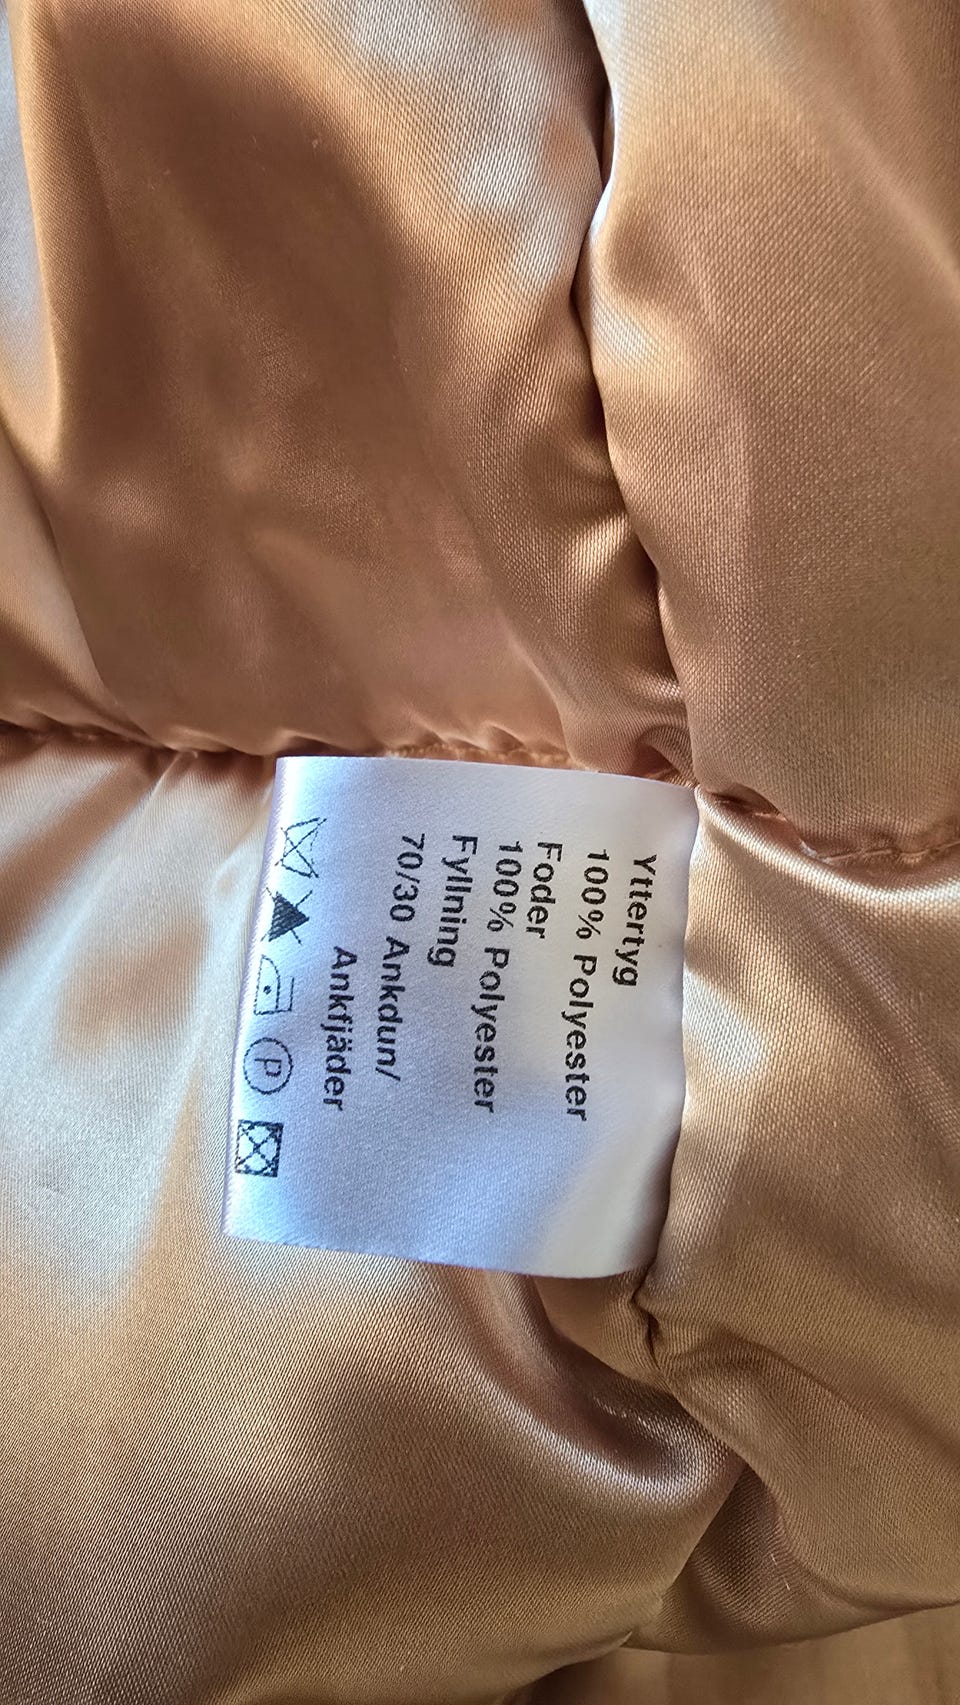 Yttertyg
100% Polyester
Foder
100% Polyester
Fyllning
70/30 Ankdun/
Ankfjäder
P